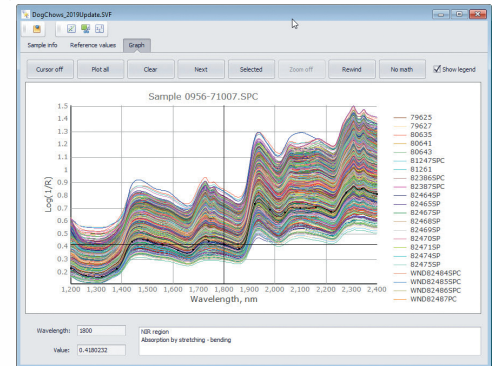 DogChows_2019Update.SVF
Sample info Reference values Graph
Cursor off Plot all Clear Next Selected Zoom off Rewind No math Show legend
Sample 0956-71007.SPC
Log(1/R)
1.5
1.4
1.3
1.2
1.1
1
0.9
0.8
0.7
0.6
0.5
0.4
0.3
0.2
1,200 1,300 1,400 1,500 1,600 1,700 1,800 1,900 2,000 2,100 2,200 2,300 2,400
Wavelength, nm
79625
79627
80635
80641
80643
81247SPC
81261
82386SPC
82387SPC
82464SP
82465SP
82467SP
82468SP
82469SP
82470SP
82471SP
82474SP
82475SP
WND82484SPC
WND82485SPC
WND82486SPC
WND82487PC
Wavelength: 1800
Value: 0.4180232
NIR region
Absorption by stretching - bending